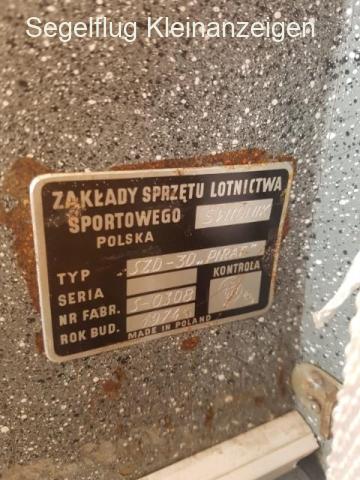 Segelflug Kleinanzeigen
ZAKŁADY SPRZĘTU LOTNICTWA
SPORTOWEGO
POLSKA
TYP SZD-30 „PIRAT" KONTROLA
SERIA
NR FABR. S-0308
ROK BUD. 1974
MADE IN POLAND